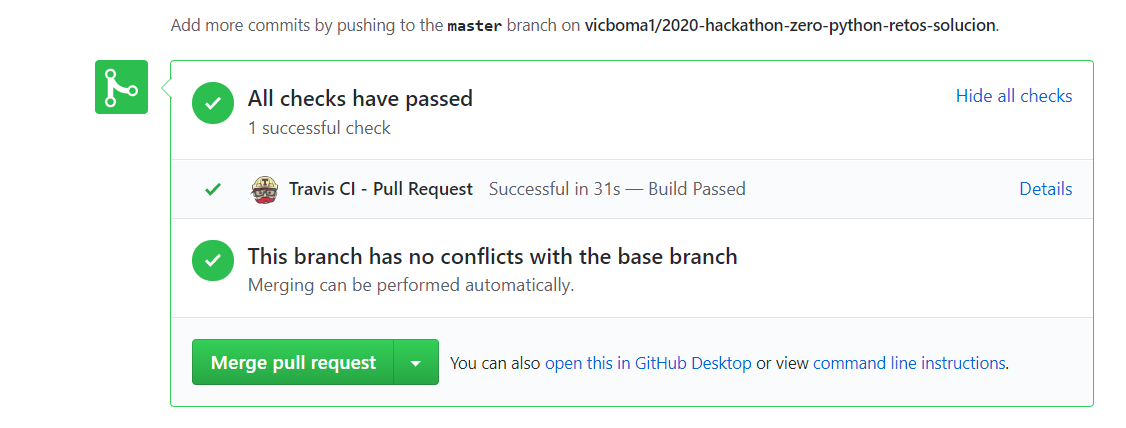 Add more commits by pushing to the master branch on vicboma1/2020-hackathon-zero-python-retos-solucion.
All checks have passed
Hide all checks
1 successful check
Travis CI - Pull Request Successful in 31s — Build Passed
Details
This branch has no conflicts with the base branch
Merging can be performed automatically.
Merge pull request
You can also open this in GitHub Desktop or view command line instructions.